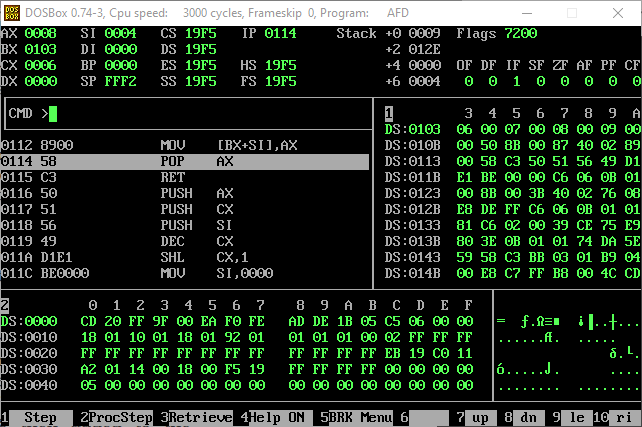 DOSBox 0.74-3, Cpu speed: 3000 cycles, Frameskip 0, Program: AFD
AX 0008 SI 0004 CS 19F5 IP 0114 Stack +0 0009 Flags 7200
BX 0103 DI 0000 DS 19F5 +2 012E
CX 0006 BP 0000 ES 19F5 HS 19F5 +4 0000 OF DF IF SF ZF AF PF CF
DX 0000 SP FFF2 SS 19F5 FS 19F5 +6 0004 0 0 1 0 0 0 0 0
CMD >
1 3 4 5 6 7 8 9 A
DS:0103 06 00 07 00 08 00 09 00
DS:010B 00 50 8B 00 87 40 02 89
DS:0113 00 58 C3 50 51 56 49 D1
DS:011B E1 BE 00 00 C6 06 0B 01
DS:0123 00 8B 00 3B 40 02 76 08
DS:012B E8 DE FF C6 06 0B 01 01
DS:0133 81 C6 02 00 39 CE 75 E9
DS:013B 80 3E 0B 01 01 74 DA 5E
DS:0143 59 58 C3 BB 03 01 B9 04
DS:014B 00 E8 C7 FF B8 00 4C CD
0112 8900 MOV [BX+SI],AX
0114 58 POP AX
0115 C3 RET
0116 50 PUSH AX
0117 51 PUSH CX
0118 56 PUSH SI
0119 49 DEC CX
011A D1E1 SHL CX,1
011C BE0000 MOV SI,0000
2 0 1 2 3 4 5 6 7 8 9 A B C D E F
DS:0000 CD 20 FF 9F 00 EA F0 FE AD DE 1B 05 C5 06 00 00
DS:0010 18 01 10 01 18 01 92 01 01 01 01 00 02 FF FF FF
DS:0020 FF FF FF FF FF FF FF FF FF FF FF FF EB 19 C0 11
DS:0030 A2 01 14 00 18 00 F5 19 FF FF FF FF 00 00 00 00
DS:0040 05 00 00 00 00 00 00 00 00 00 00 00 00 00 00 00
= ƒ.Ω≡■ ¡▐..┼...
......Æ. .....
δ.└.
ó.....⌡. ....
........ ........
1 Step 2ProcStep 3Retrieve 4Help ON 5BRK Menu 6 7 up 8 dn 9 le 10 ri